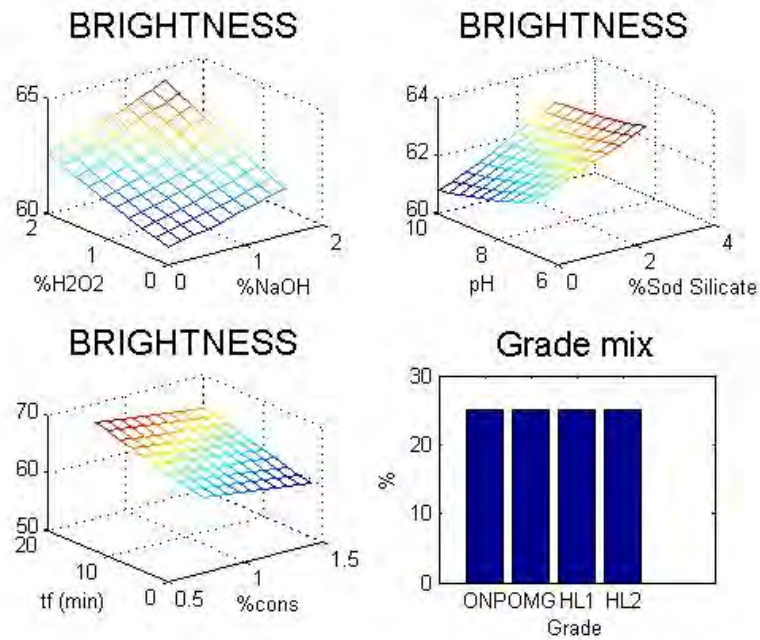 BRIGHTNESS
65
60
2
1
0
%H2O2
0
1
2
%NaOH
BRIGHTNESS
64
62
60
10
8
6
pH
0
2
4
%Sod Silicate
BRIGHTNESS
70
60
50
20
10
0
tf (min)
0.5
1
1.5
%cons
Grade mix
30
20
10
0
%
ONP OMG HL1 HL2
Grade